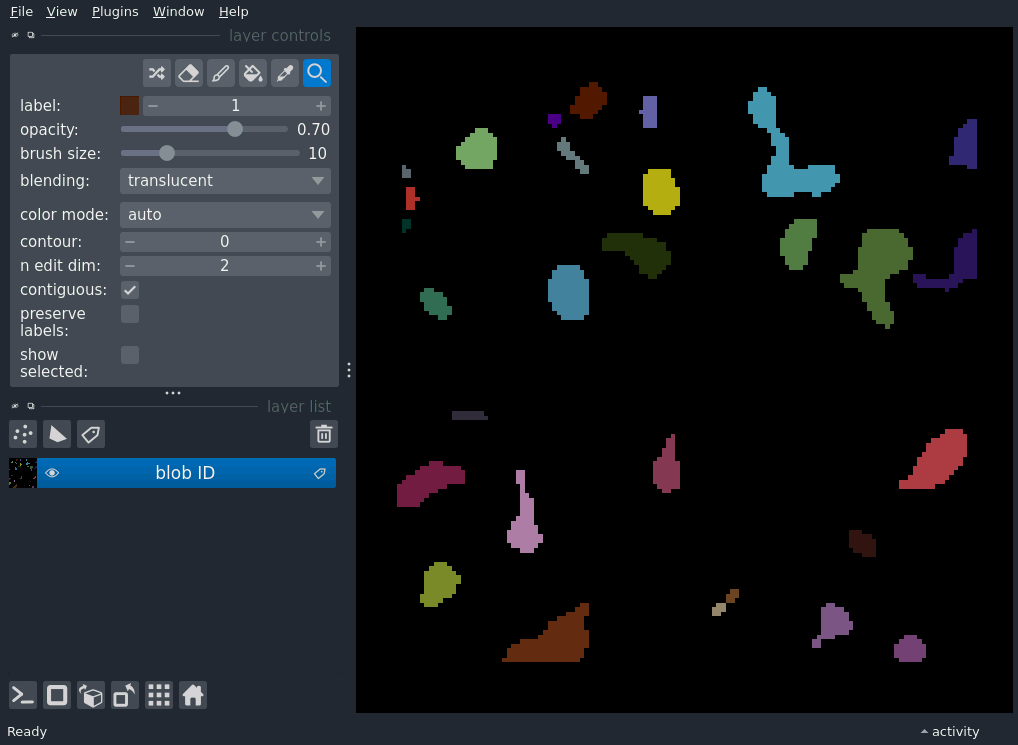 File View Plugins Window Help
layer controls
label: 1
opacity: 0.70
brush size: 10
blending: translucent
color mode: auto
contour: 0
n edit dim: 2
contiguous:
preserve
labels:
show
selected:
layer list
blob ID
Ready
activity